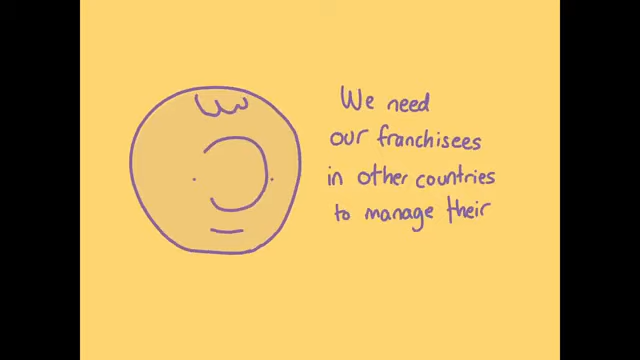 We need
our franchisees
in other countries
to manage their